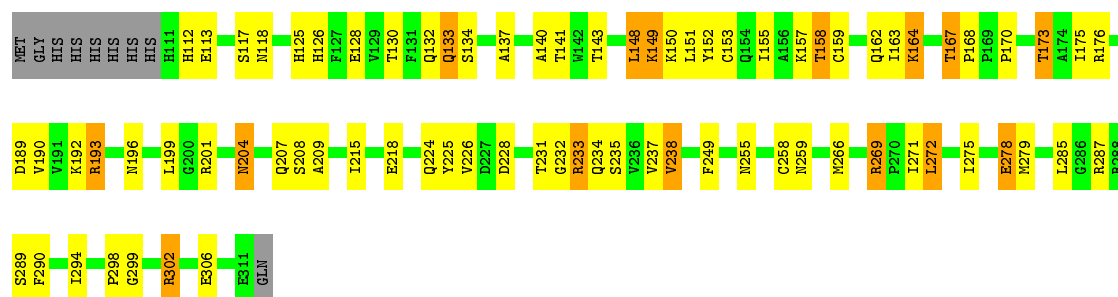 MET GLY HIS HIS HIS HIS HIS HIS H111 H112 E113 S117 N118 H125 H126 F127 E128 V129 T130 F131 Q132 Q133 S134 A137 A140 T141 W142 T143 L148 K149 K150 L151 Y152 C153 Q154 I155 A156 K157 T158 C159 Q162 I163 K164 T167 P168 P169 P170 T173 A174 I175 R176
D189 V190 V191 K192 R193 N196 L199 G200 R201 N204 Q207 S208 A209 I215 E218 Q224 Y225 V226 D227 D228 T231 G232 R233 Q234 S235 V236 V237 V238 F249 N255 C258 N259 M266 R269 P270 I271 L272 I275 E278 M279 L285 G286 R287 R288
S289 F290 I294 P298 G299 R302 E306 E311 GLN